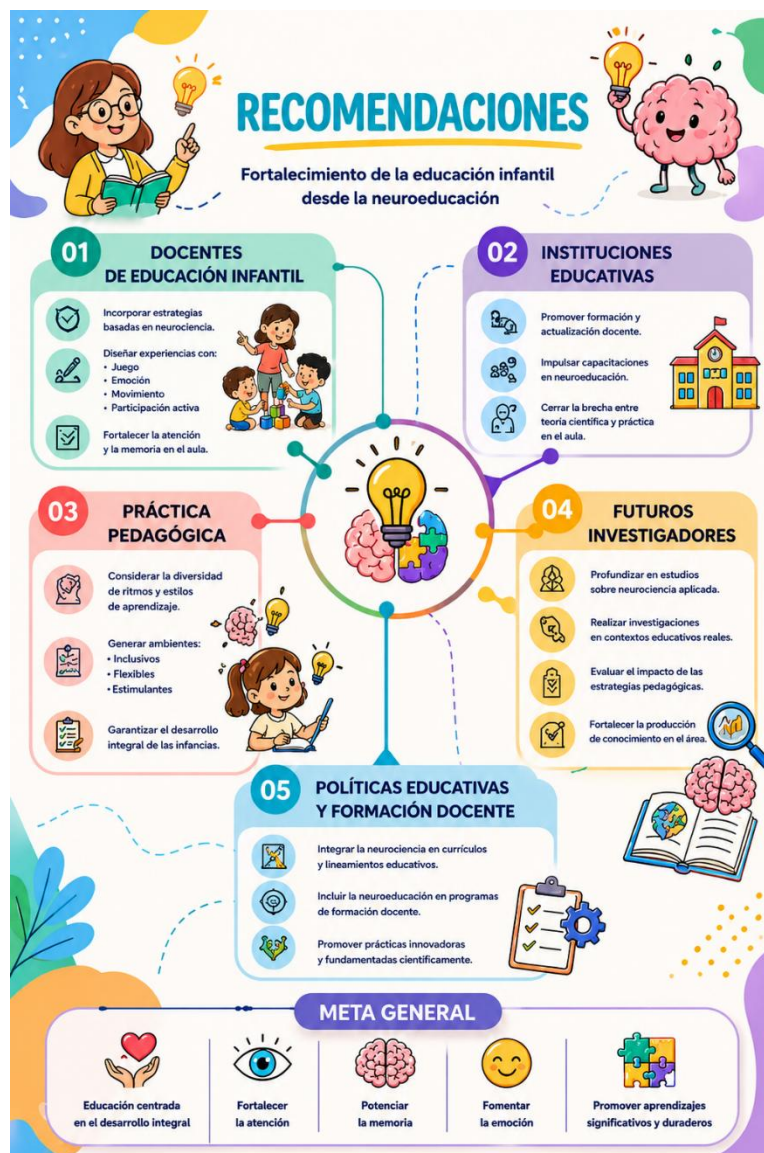 RECOMENDACIONES
Fortalecimiento de la educación infantil
desde la neuroeducación
01
DOCENTES
DE EDUCACIÓN INFANTIL
Incorporar estrategias
basadas en neurociencia.
Diseñar experiencias con:
• Juego
• Emoción
• Movimiento
• Participación activa
Fortalecer la atención
y la memoria en el aula.
02
INSTITUCIONES
EDUCATIVAS
Promover formación y
actualización docente.
Impulsar capacitaciones
en neuroeducación.
Cerrar la brecha entre
teoría científica y práctica
en el aula.
03
PRÁCTICA
PEDAGÓGICA
Considerar la diversidad
de ritmos y estilos
de aprendizaje.
Generar ambientes:
• Inclusivos
• Flexibles
• Estimulantes
Garantizar el desarrollo
integral de las infancias.
04
FUTUROS
INVESTIGADORES
Profundizar en estudios
sobre neurociencia aplicada.
Realizar investigaciones
en contextos educativos reales.
Evaluar el impacto de las
estrategias pedagógicas.
Fortalecer la producción
de conocimiento en el área.
05
POLÍTICAS EDUCATIVAS
Y FORMACIÓN DOCENTE
Integrar la neurociencia en currículos
y lineamientos educativos.
Incluir la neuroeducación en programas
de formación docente.
Promover prácticas innovadoras
y fundamentadas científicamente.
META GENERAL
Educación centrada
en el desarrollo integral
Fortalecer
la atención
Potenciar
la memoria
Fomentar
la emoción
Promover aprendizajes
significativos y duraderos